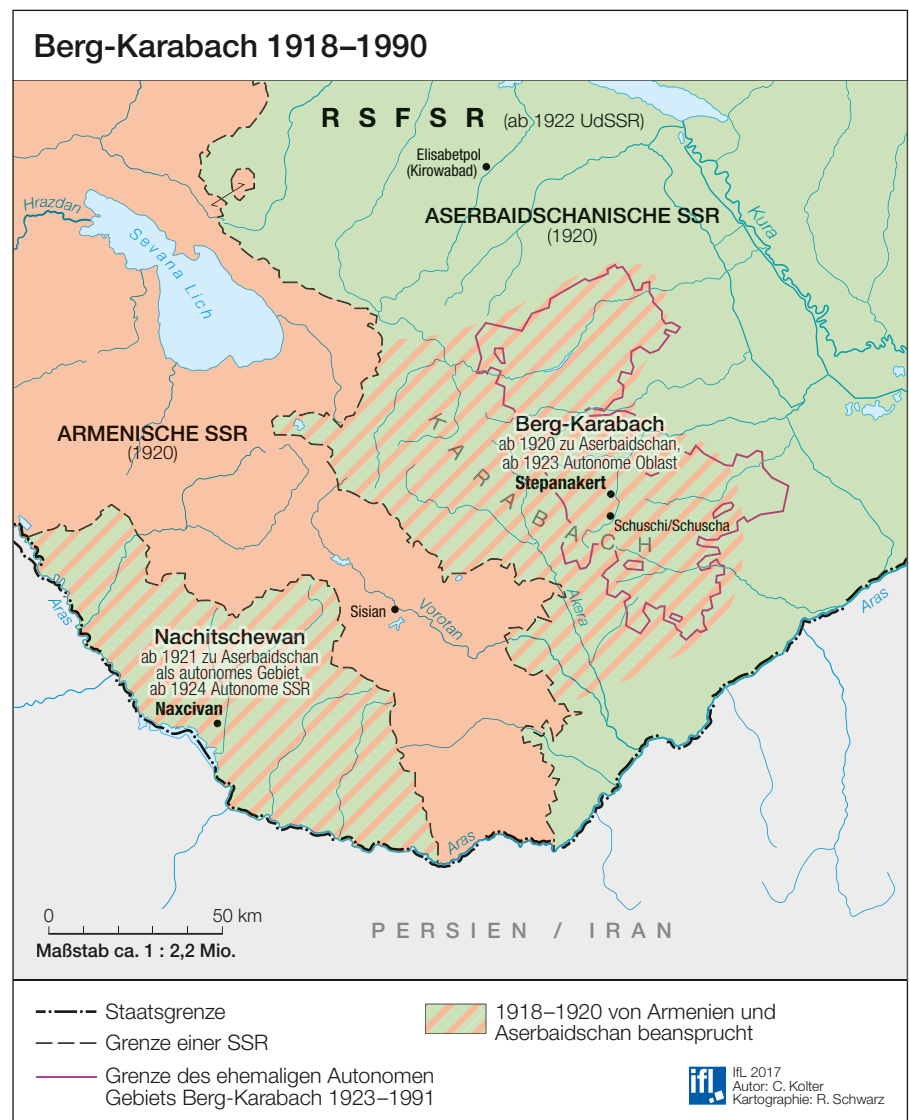 Berg-Karabach 1918–1990
R S F S R (ab 1922 UdSSR)
Elisabetpol
(Kirowabad)
ASERBAIDSCHANISCHE SSR
(1920)
Kura
Hrazdan
Sevana Lich
ARMENISCHE SSR
(1920)
KARABACH
Berg-Karabach
ab 1920 zu Aserbaidschan,
ab 1923 Autonome Oblast
Stepanakert
Schuschi/Schuscha
Akera
Aras
Sisian
Vorotan
Aras
Nachitschewan
ab 1921 zu Aserbaidschan
als autonomes Gebiet,
ab 1924 Autonome SSR
Naxcivan
Aras
0 50 km
Maßstab ca. 1 : 2,2 Mio.
PERSIEN / IRAN
Staatsgrenze
Grenze einer SSR
Grenze des ehemaligen Autonomen
Gebiets Berg-Karabach 1923–1991
1918–1920 von Armenien und
Aserbaidschan beansprucht
ifl
IfL 2017
Autor: C. Kolter
Kartographie: R. Schwarz